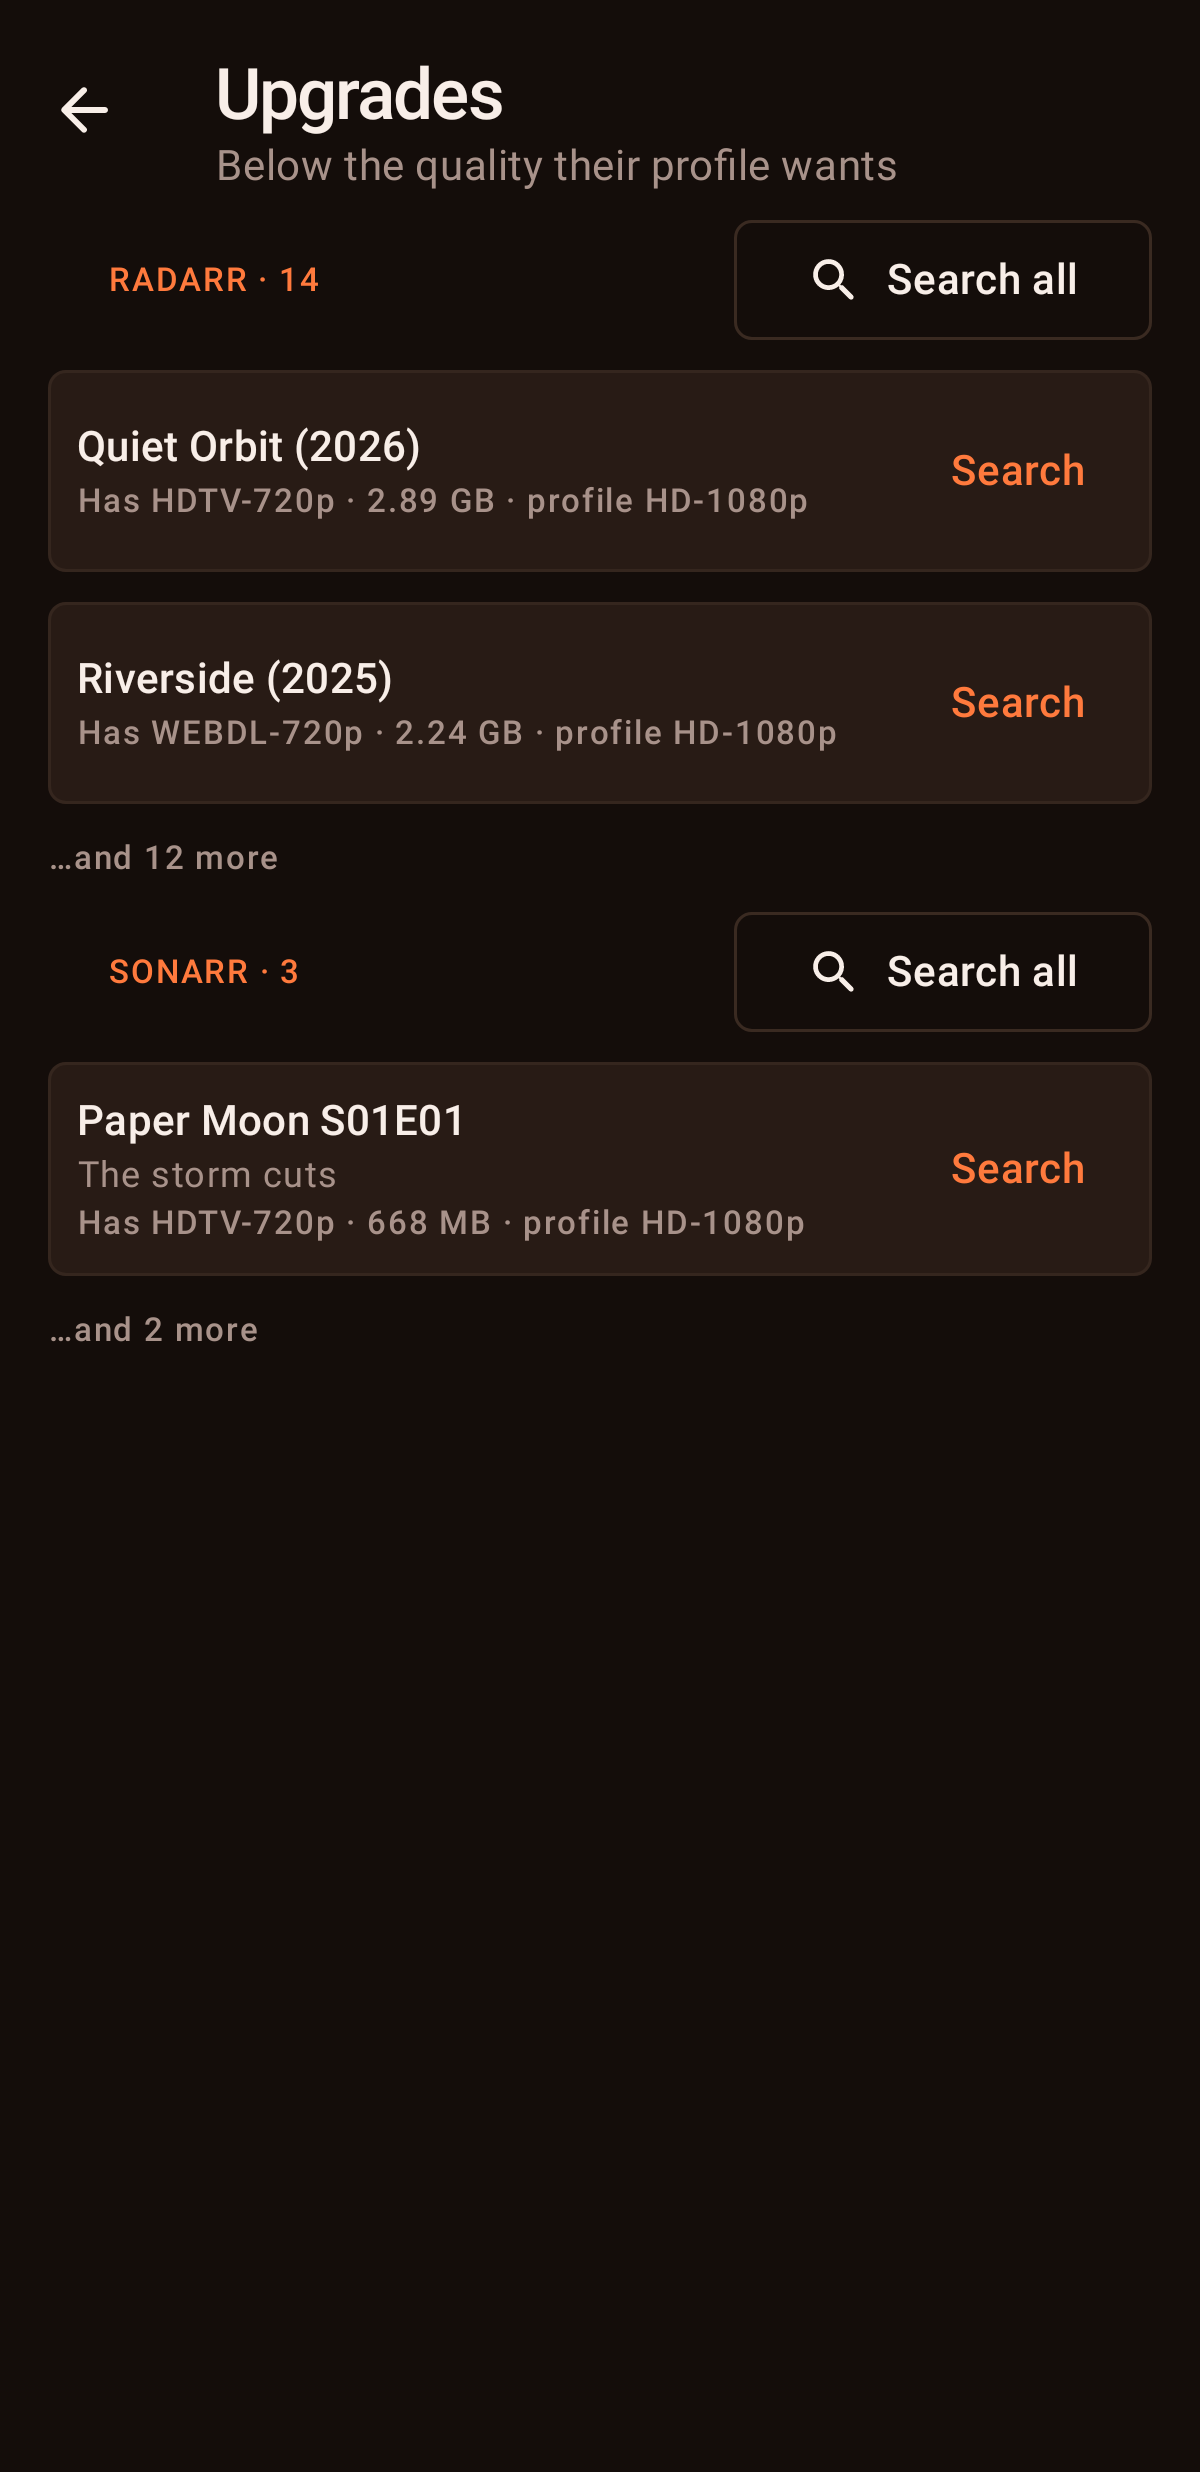 Upgrades
Below the quality their profile wants
RADARR · 14
Search all
Quiet Orbit (2026)
Has HDTV-720p · 2.89 GB · profile HD-1080p
Search
Riverside (2025)
Has WEBDL-720p · 2.24 GB · profile HD-1080p
Search
…and 12 more
SONARR · 3
Search all
Paper Moon S01E01
The storm cuts
Has HDTV-720p · 668 MB · profile HD-1080p
Search
…and 2 more